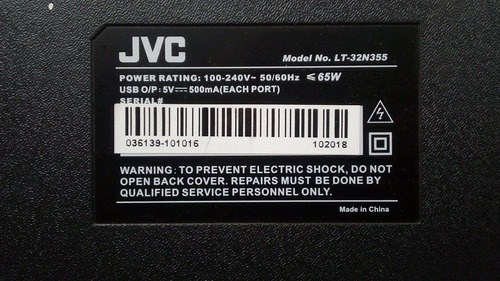 JVC
Model No. LT-32N355
POWER RATING: 100-240V~ 50/60Hz ≤65W
USB O/P: 5V⎓500mA(EACH PORT)
SERIAL#
036139-101016 102018
WARNING: TO PREVENT ELECTRIC SHOCK, DO NOT
OPEN BACK COVER. REPAIRS MUST BE DONE BY
QUALIFIED SERVICE PERSONNEL ONLY.
Made in China